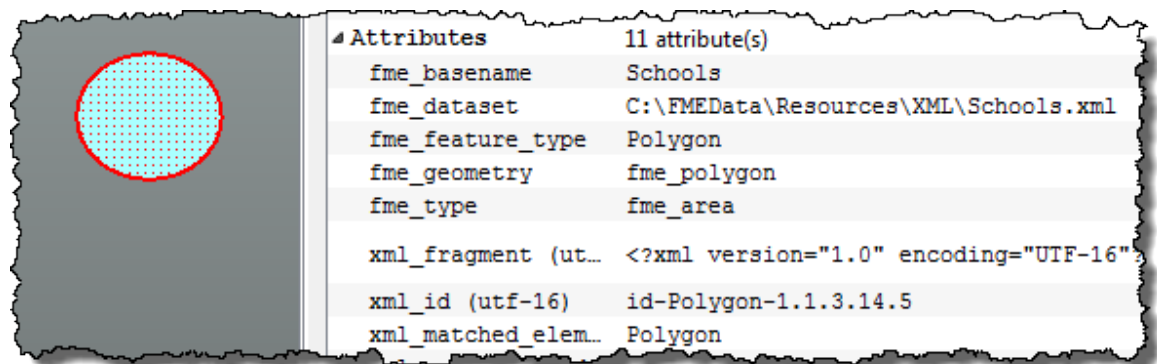 Attributes 11 attribute(s)
fme_basename Schools
fme_dataset C:\FMEData\Resources\XML\Schools.xml
fme_feature_type Polygon
fme_geometry fme_polygon
fme_type fme_area
xml_fragment (ut… <?xml version="1.0" encoding="UTF-16"?
xml_id (utf-16) id-Polygon-1.1.3.14.5
xml_matched_elem… Polygon